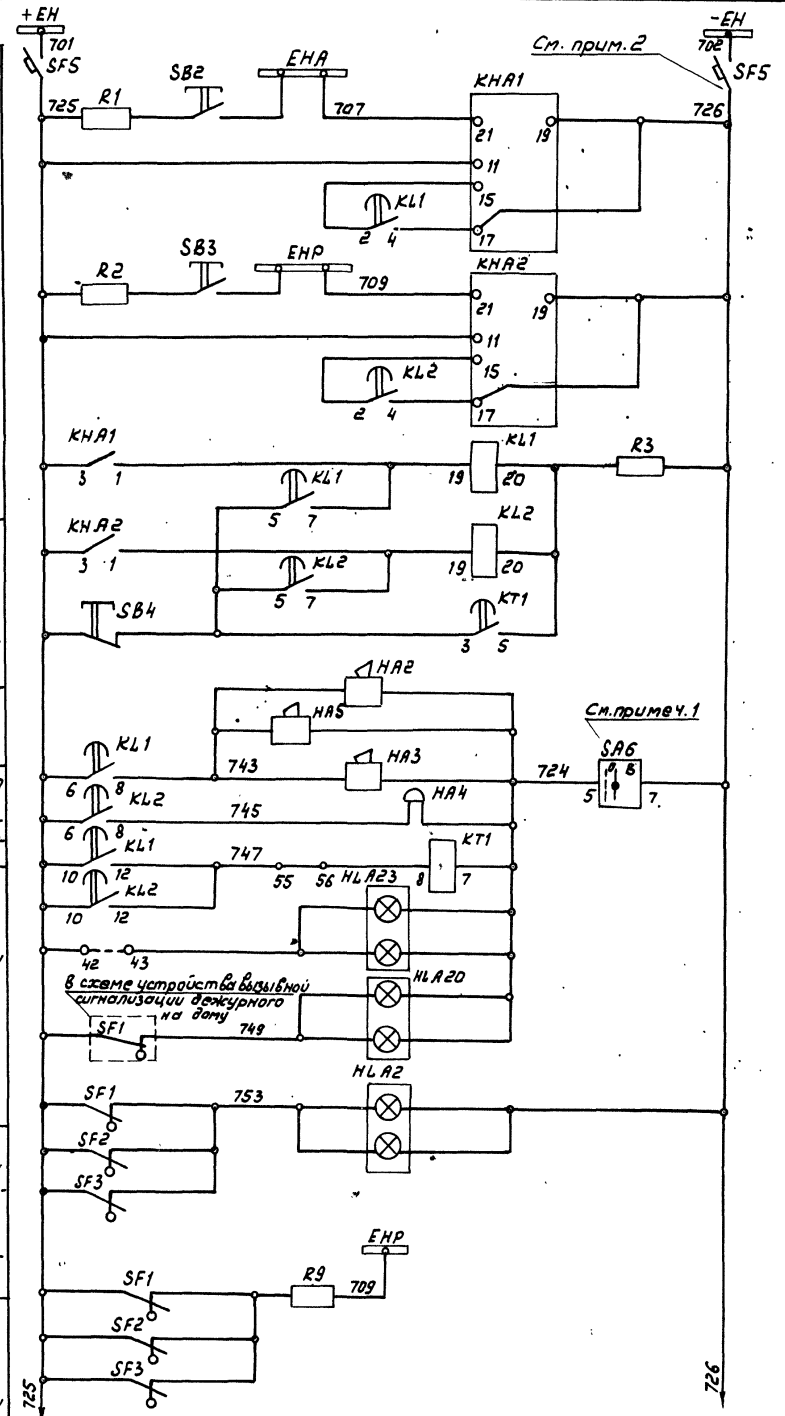 +EH
-EH
701
См. прим. 2
702
SF5
SB2
EHA
KHA1
SF5
725
R1
707
726
21
19
11
15
KL1
2
4
17
SB3
R2
EHP
KHA2
709
21
19
11
15
KL2
2
4
17
KHA1
KL1
R3
3
1
19
20
KL1
5
7
KHA2
KL2
3
1
19
20
KL2
5
7
KT1
SB4
3
5
HA2
HA5
См. примеч. 1
SA6
KL1
743
HA3
724
О
В
5
7
6
8
KL2
745
HA4
6
8
KL1
747
KT1
10
12
55
56
8
7
KL2
HLA23
10
12
42
43
В схеме устройства вызывной
сигнализации дежурного
на дому
HLA20
SF1
749
HLA2
SF1
753
SF2
SF3
EHP
SF1
R9
709
SF2
SF3
725
726